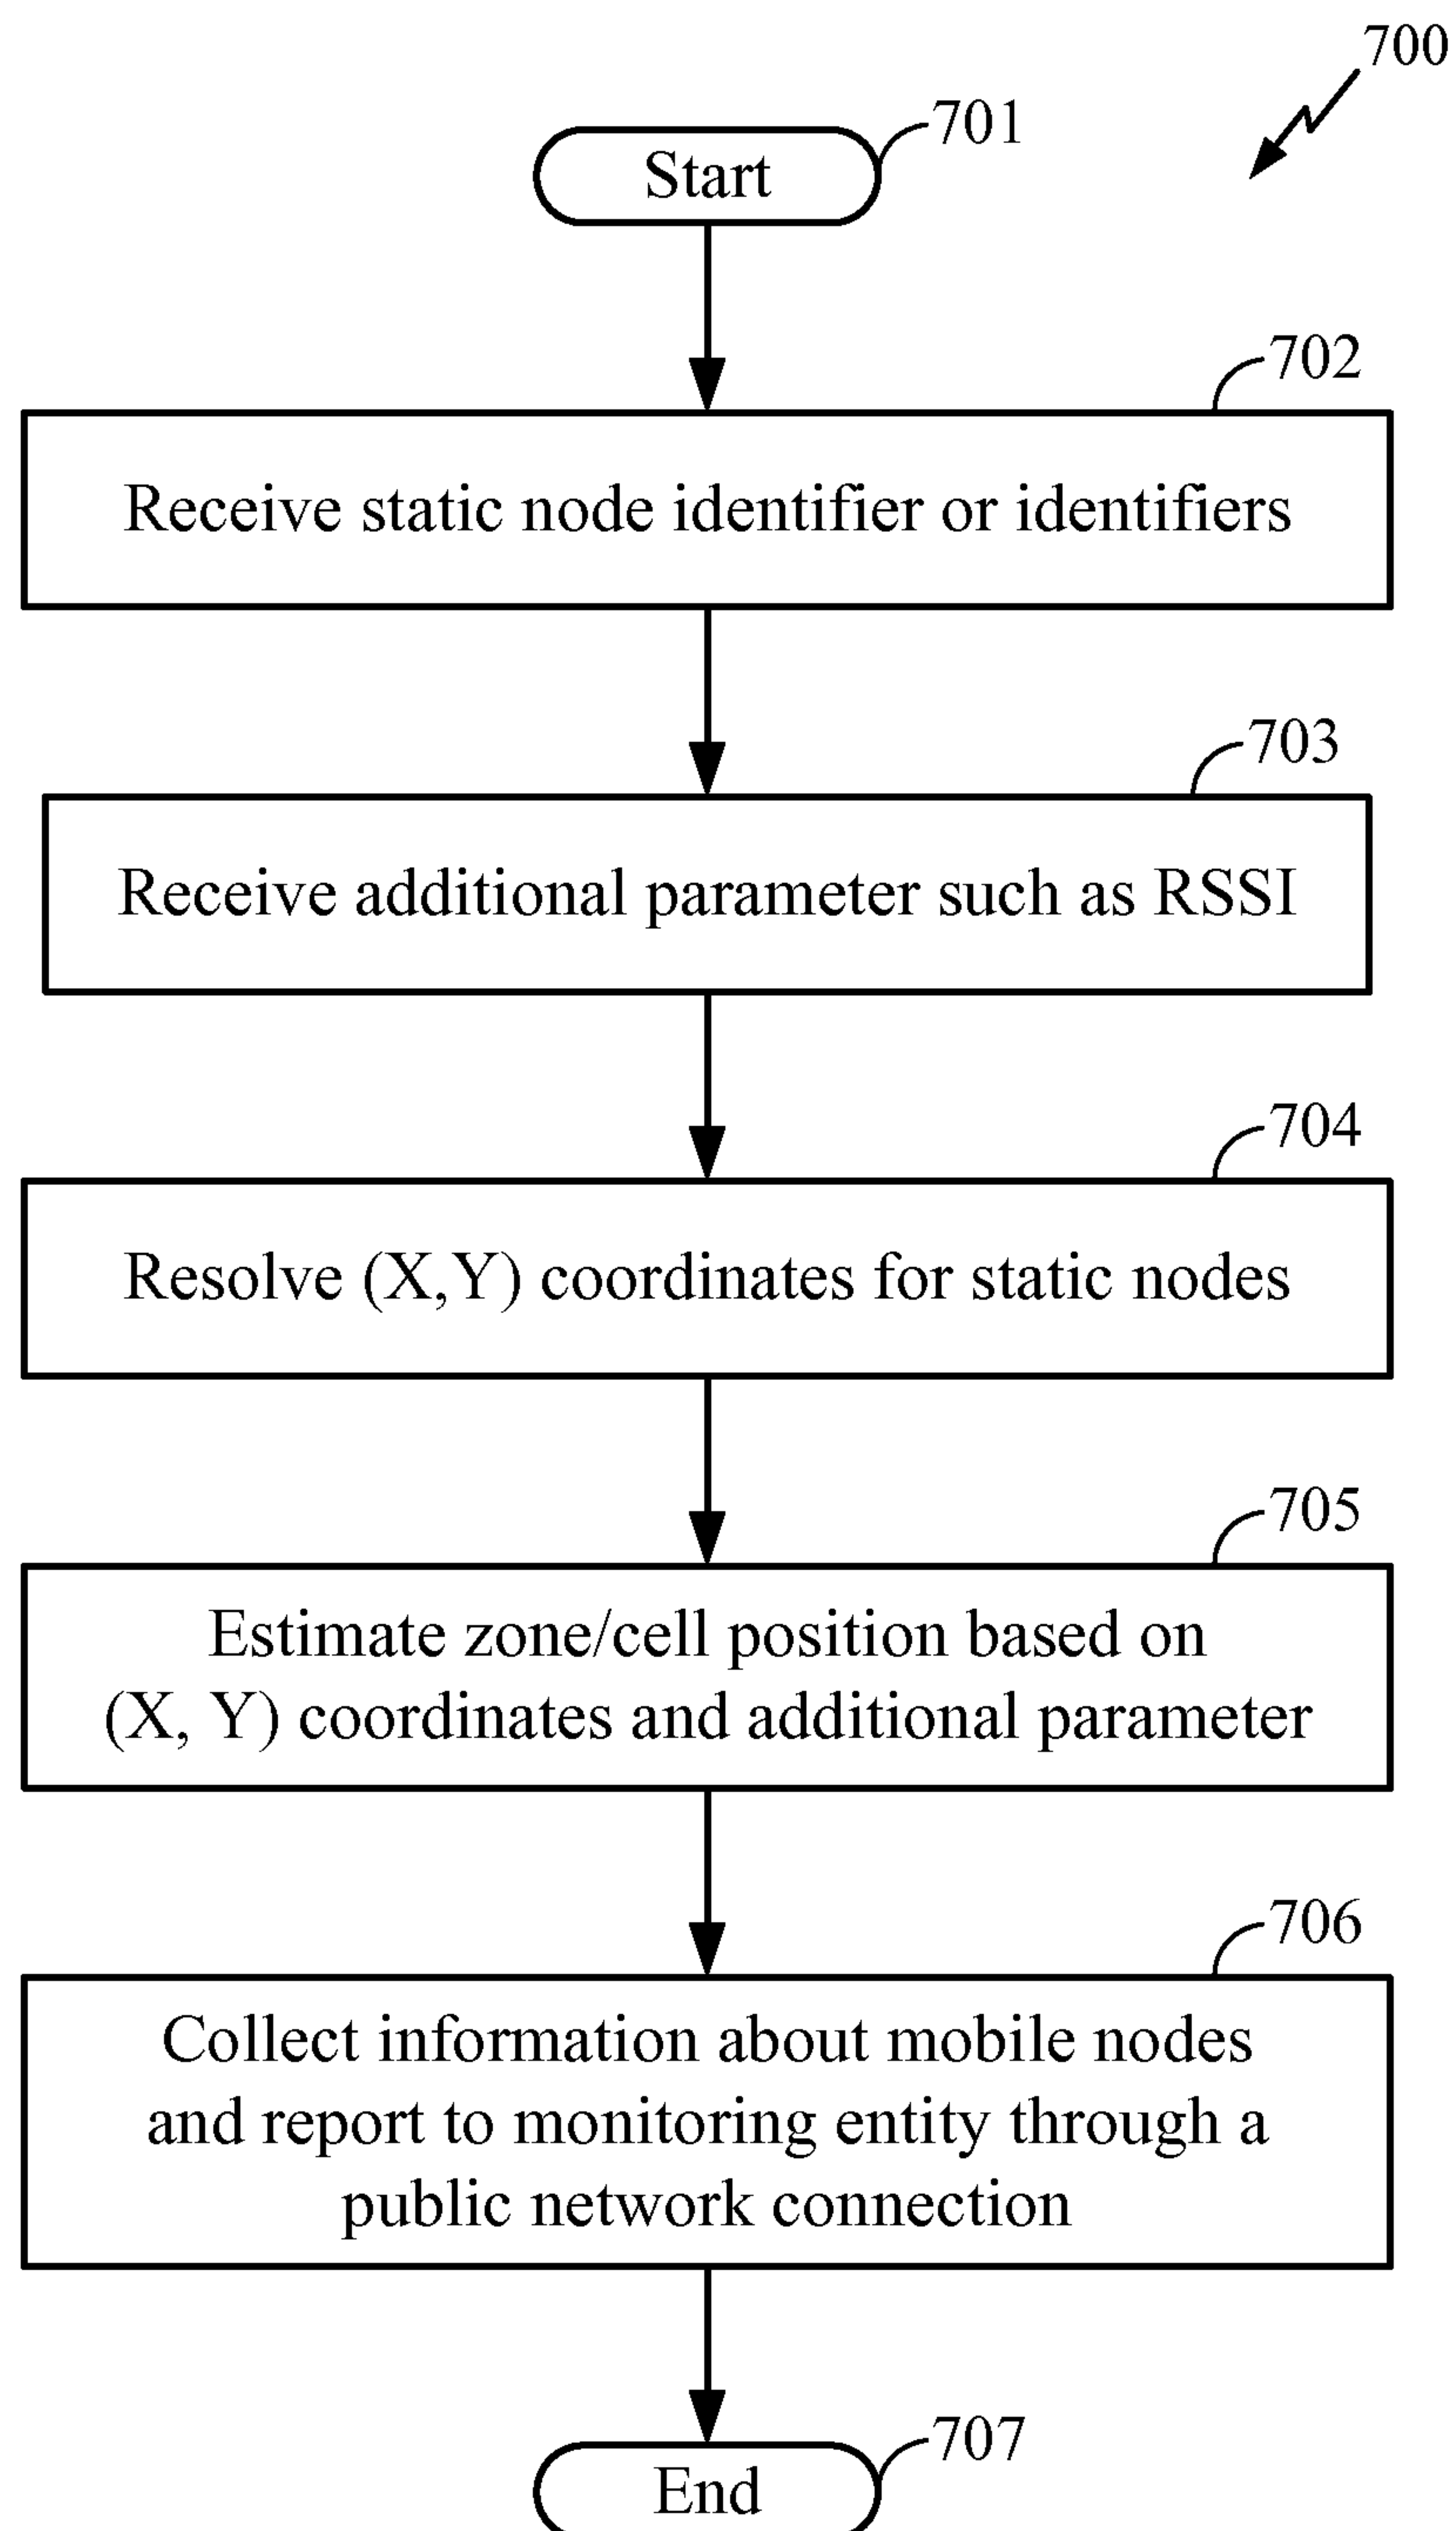 700
701
Start
702
Receive static node identifier or identifiers
703
Receive additional parameter such as RSSI
704
Resolve (X,Y) coordinates for static nodes
705
Estimate zone/cell position based on
(X, Y) coordinates and additional parameter
706
Collect information about mobile nodes
and report to monitoring entity through a
public network connection
707
End